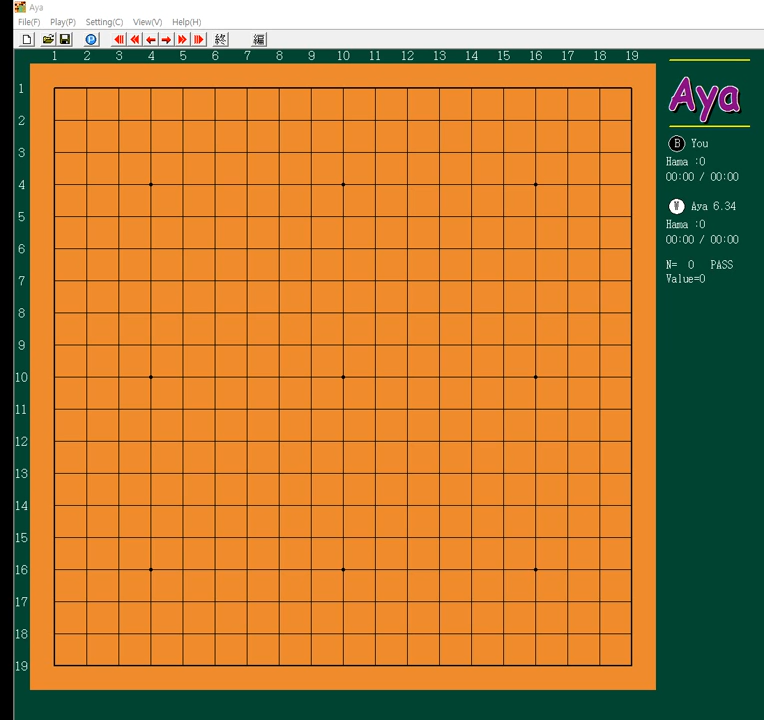 Aya
File(F) Play(P) Setting(C) View(V) Help(H)
終 編
1 2 3 4 5 6 7 8 9 10 11 12 13 14 15 16 17 18 19
1
2
3
4
5
6
7
8
9
10
11
12
13
14
15
16
17
18
19
Aya
B You
Hama :0
00:00 / 00:00
W Aya 6.34
Hama :0
00:00 / 00:00
N= 0 PASS
Value=0